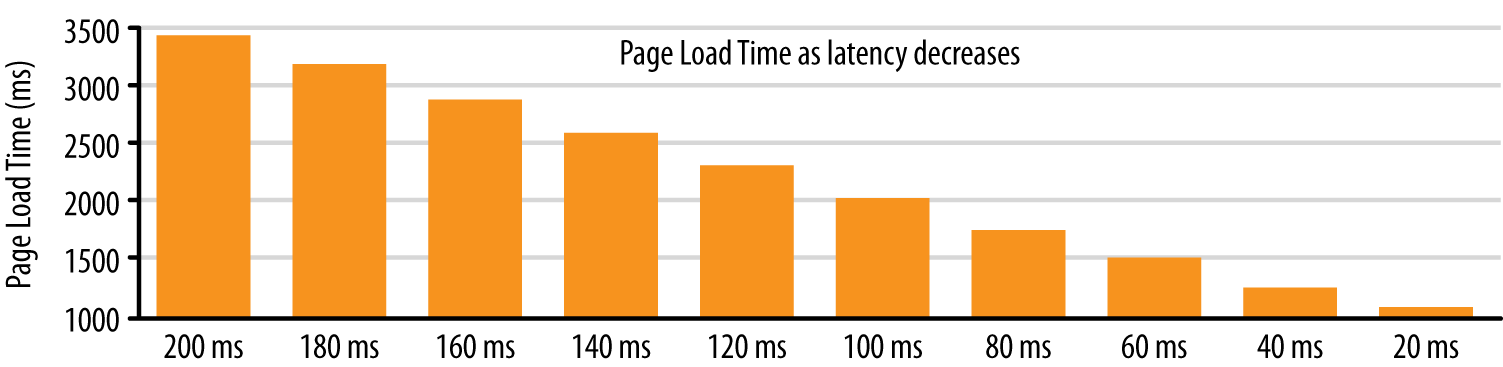 Page Load Time as latency decreases
Page Load Time (ms)
3500
3000
2500
2000
1500
1000
200 ms 180 ms 160 ms 140 ms 120 ms 100 ms 80 ms 60 ms 40 ms 20 ms